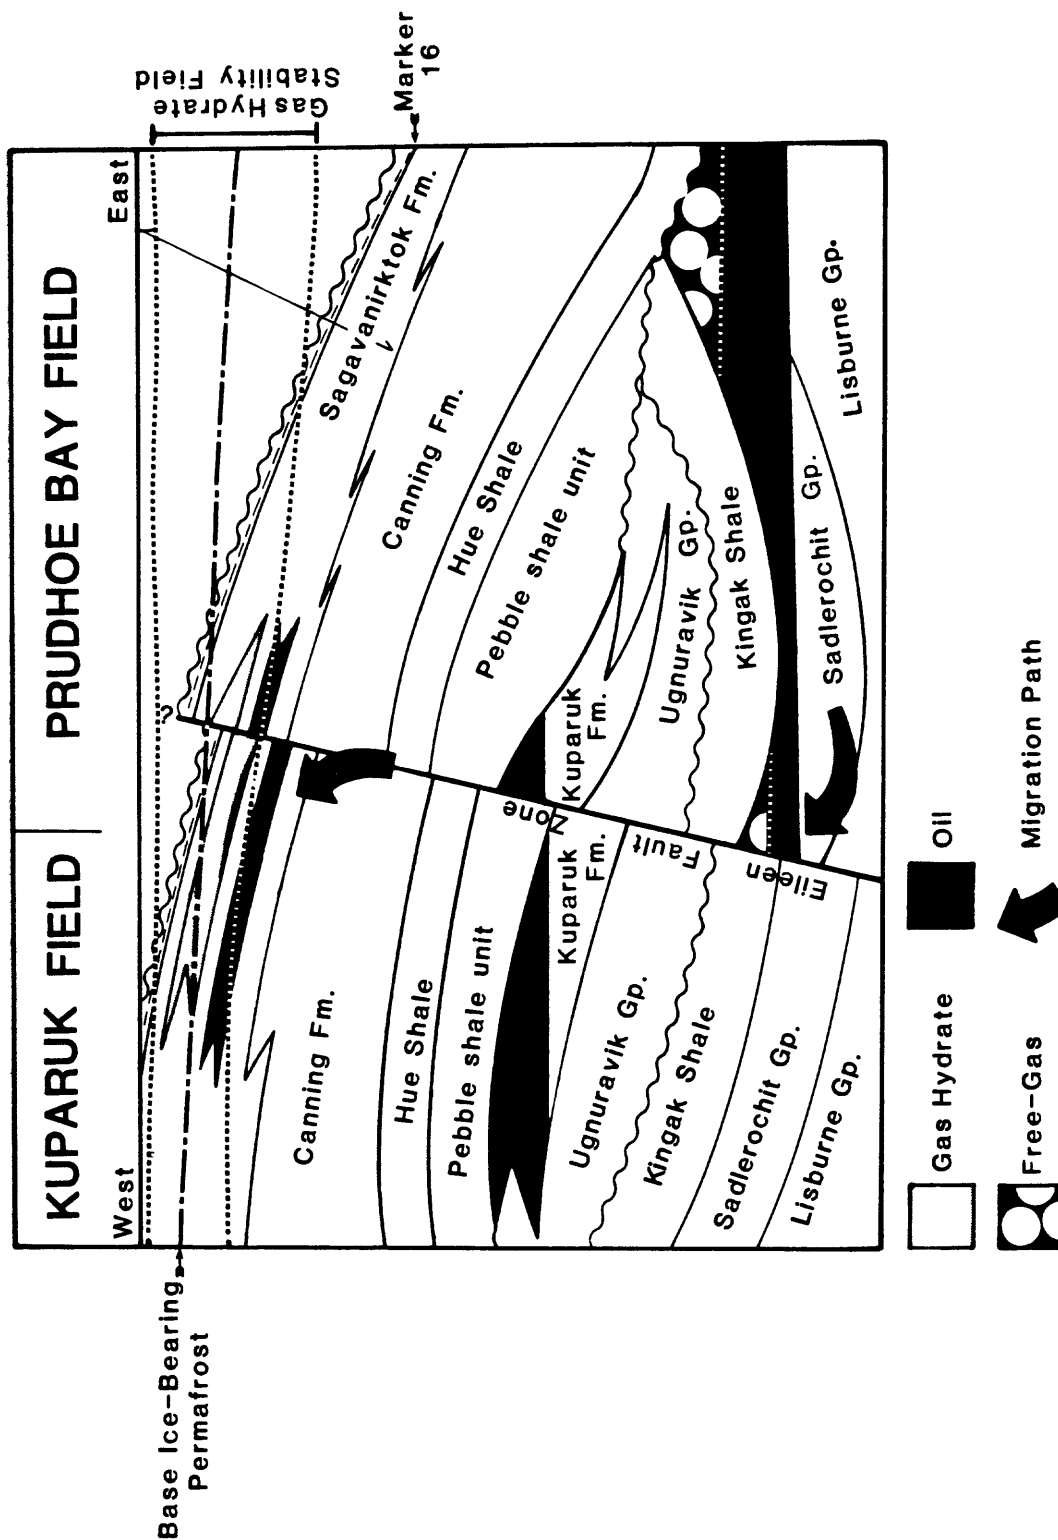 KUPARUK FIELD
PRUDHOE BAY FIELD
West
East
Gas Hydrate
Stability Field
Marker
16
Base Ice-Bearing
Permafrost
?
Sagavanirktok Fm.
Canning Fm.
Canning Fm.
Hue Shale
Hue Shale
Pebble shale unit
Pebble shale unit
Kuparuk
Fm.
Kuparuk
Fm.
Ugnuravik Gp.
Ugnuravik Gp.
Kingak Shale
Kingak Shale
Sadlerochit Gp.
Sadlerochit Gp.
Lisburne Gp.
Lisburne Gp.
Eileen
Fault
Zone
Gas Hydrate
Oil
Free-Gas
Migration Path